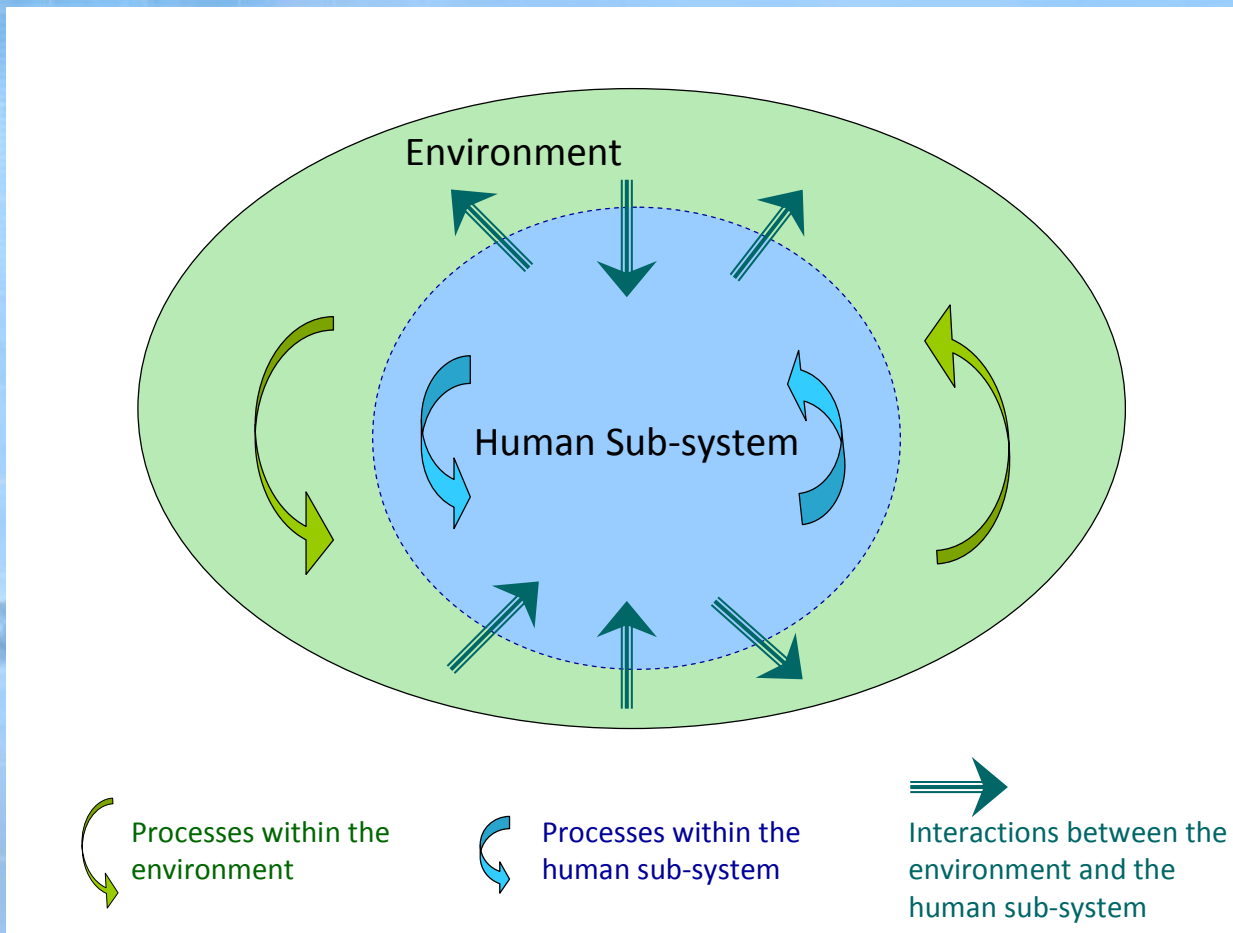 Environment
Human Sub-system
Processes within the
environment
Processes within the
human sub-system
Interactions between the
environment and the
human sub-system